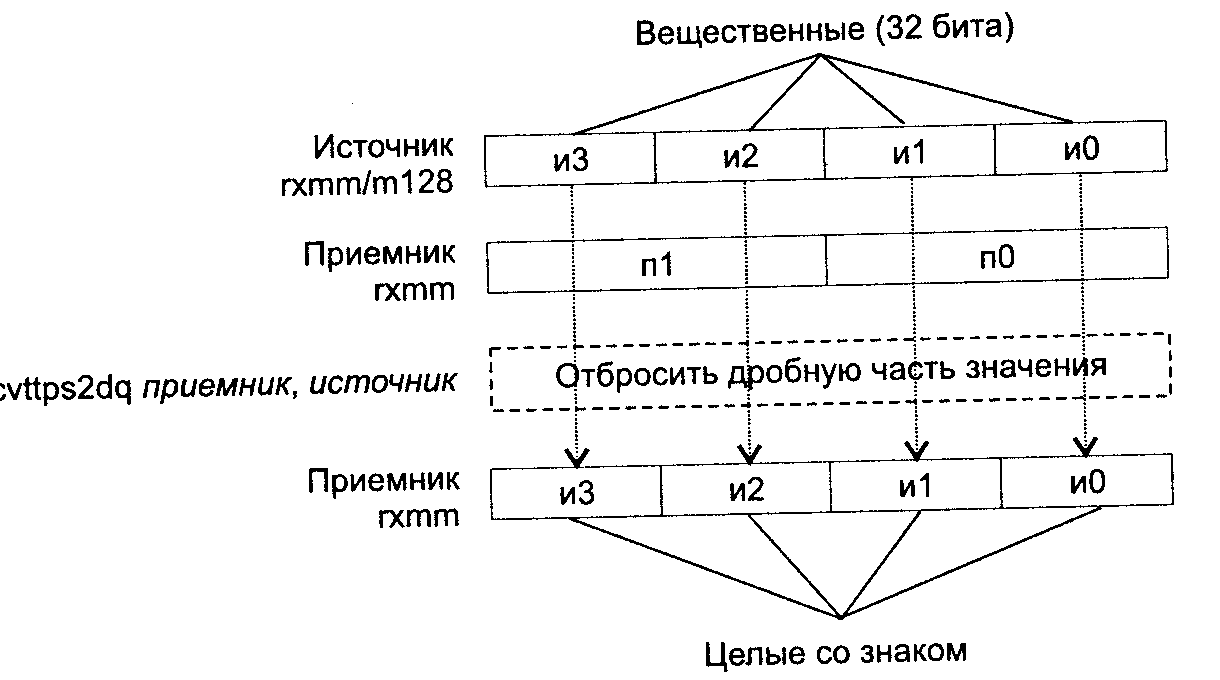 Вещественные (32 бита)
Источник
rxmm/m128
и3 и2 и1 и0
Приемник
rxmm
п1 п0
cvttps2dq приемник, источник
Отбросить дробную часть значения
Приемник
rxmm
и3 и2 и1 и0
Целые со знаком